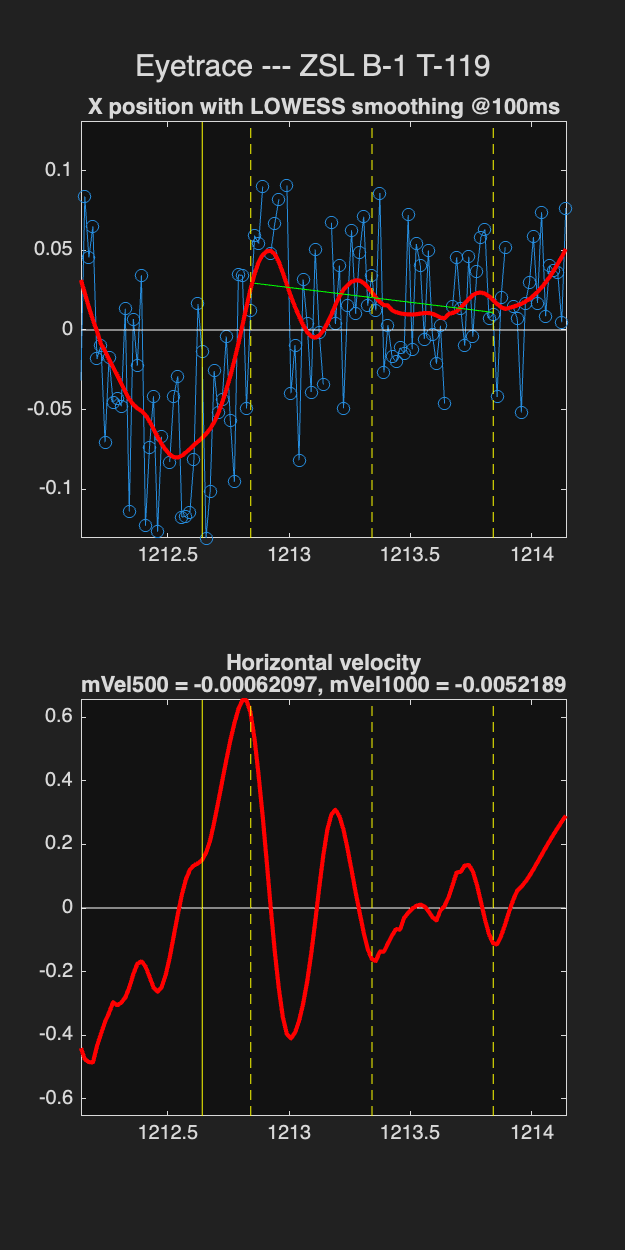 Eyetrace --- ZSL B-1 T-119
X position with LOWESS smoothing @100ms
0.1
0.05
0
-0.05
-0.1
1212.5 1213 1213.5 1214
Horizontal velocity
mVel500 = -0.00062097, mVel1000 = -0.0052189
0.6
0.4
0.2
0
-0.2
-0.4
-0.6
1212.5 1213 1213.5 1214